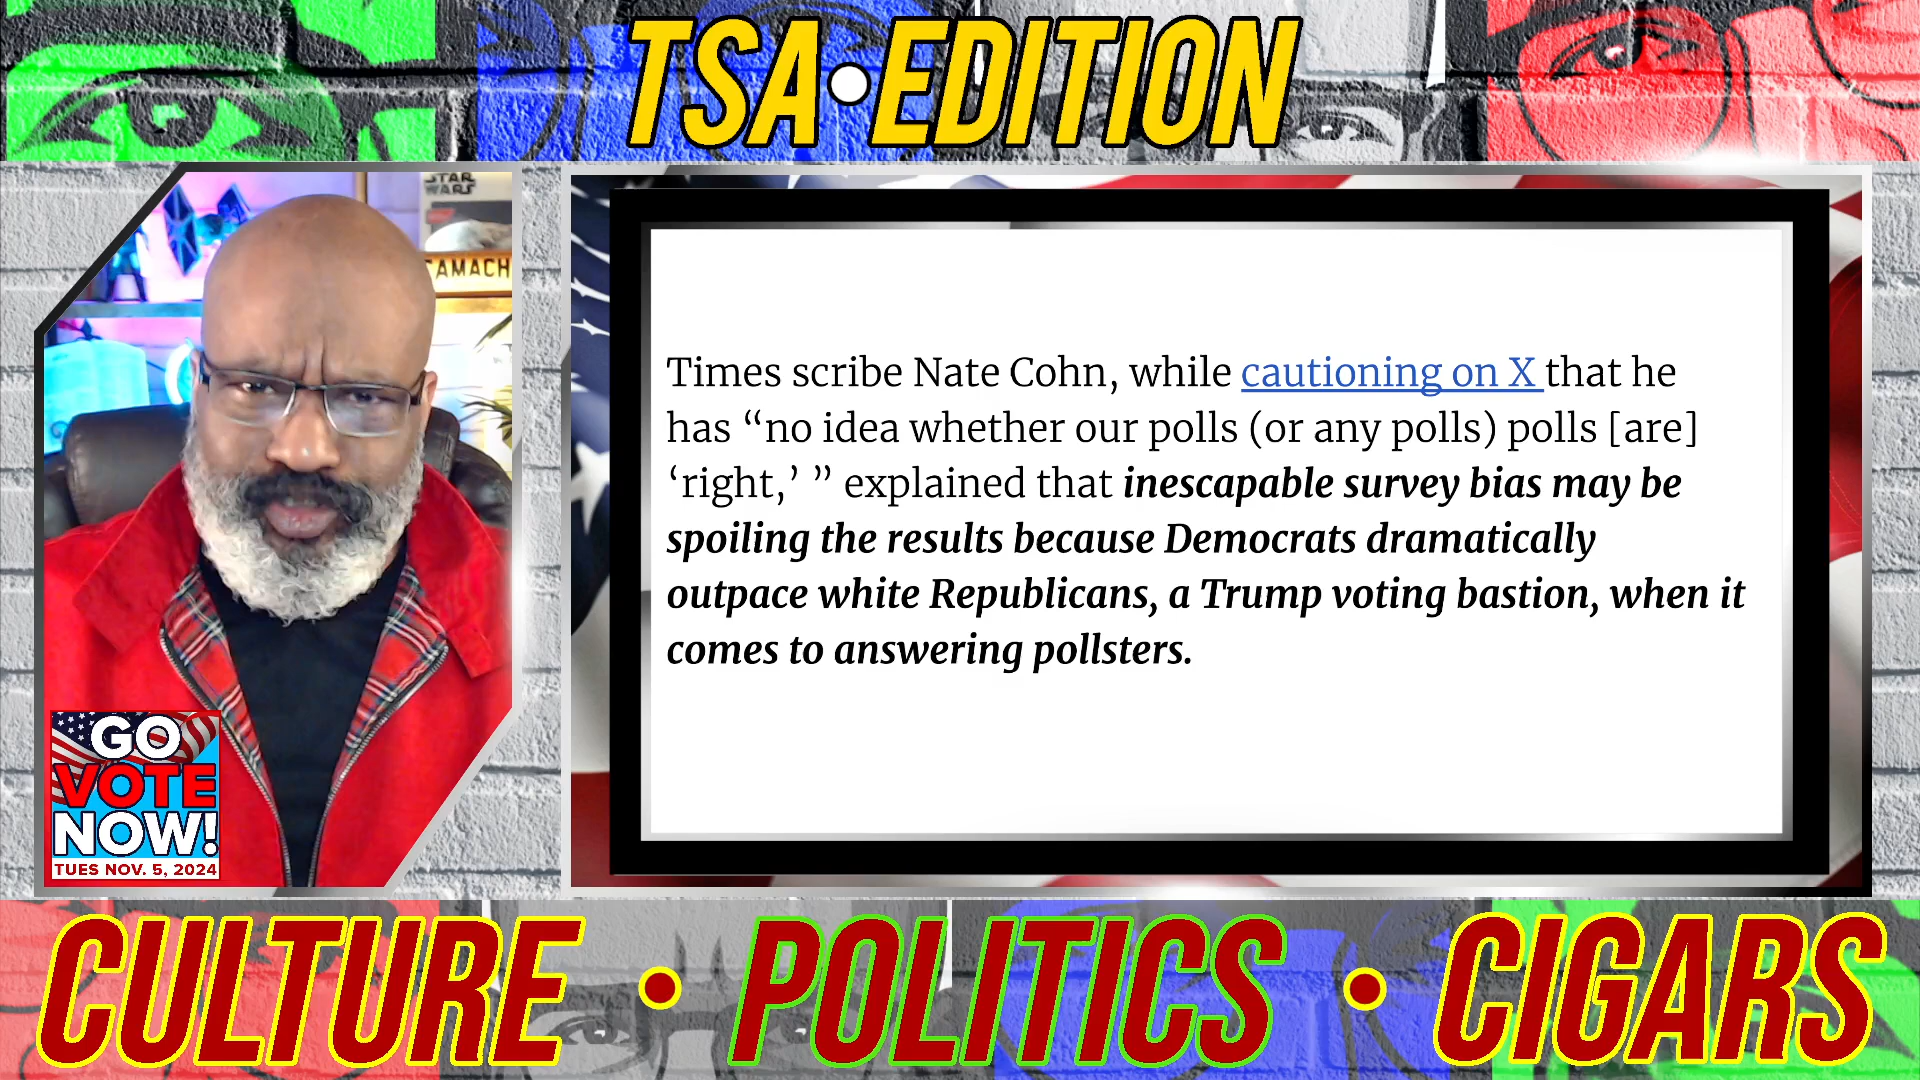 TSA•EDITION
STAR
WARS
CAMACH
GO
VOTE
NOW!
TUES NOV. 5, 2024
Times scribe Nate Cohn, while cautioning on X that he
has “no idea whether our polls (or any polls) polls [are]
‘right,’ ” explained that inescapable survey bias may be
spoiling the results because Democrats dramatically
outpace white Republicans, a Trump voting bastion, when it
comes to answering pollsters.
CULTURE • POLITICS • CIGARS